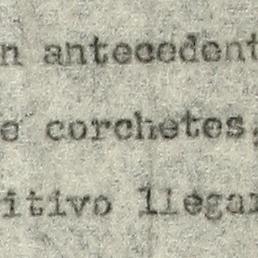 n antecedent
e corchetes,
itivo llegar